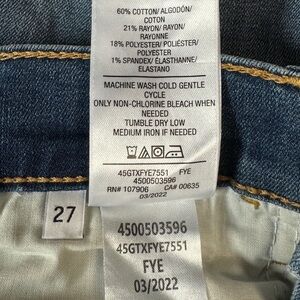 60% COTTON/ALGODÓN/
COTON
21% RAYON/ RAYON/
RAYONNE
18% POLYESTER/ POLIÉSTER/
POLYESTER
1% SPANDEX/ ÉLASTHANNE/
ELASTANO
MACHINE WASH COLD GENTLE
CYCLE
ONLY NON-CHLORINE BLEACH WHEN
NEEDED
TUMBLE DRY LOW
MEDIUM IRON IF NEEDED
45GTXFYE7551 FYE
4500503596
RN# 107906 CA# 00635
03/2022
27
4500503596
45GTXFYE7551
FYE
03/2022